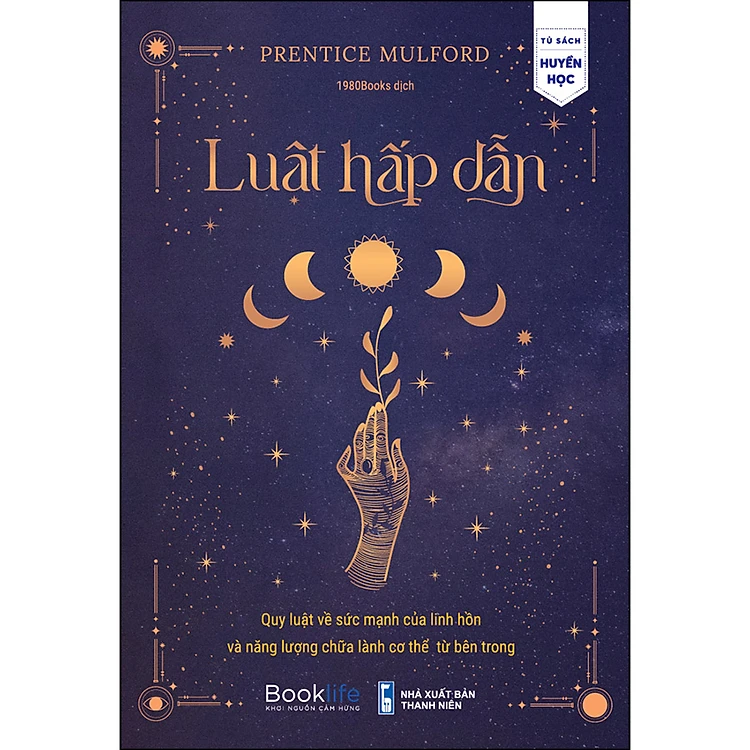 PRENTICE MULFORD
TỦ SÁCH
HUYỀN
HỌC
1980Books dịch
Luât hấp dẫn
Quy luật về sức mạnh của linh hồn
và năng lượng chữa lành cơ thể từ bên trong
Booklife
KHƠI NGUỒN CẢM HỨNG
NHÀ XUẤT BẢN
THANH NIÊN